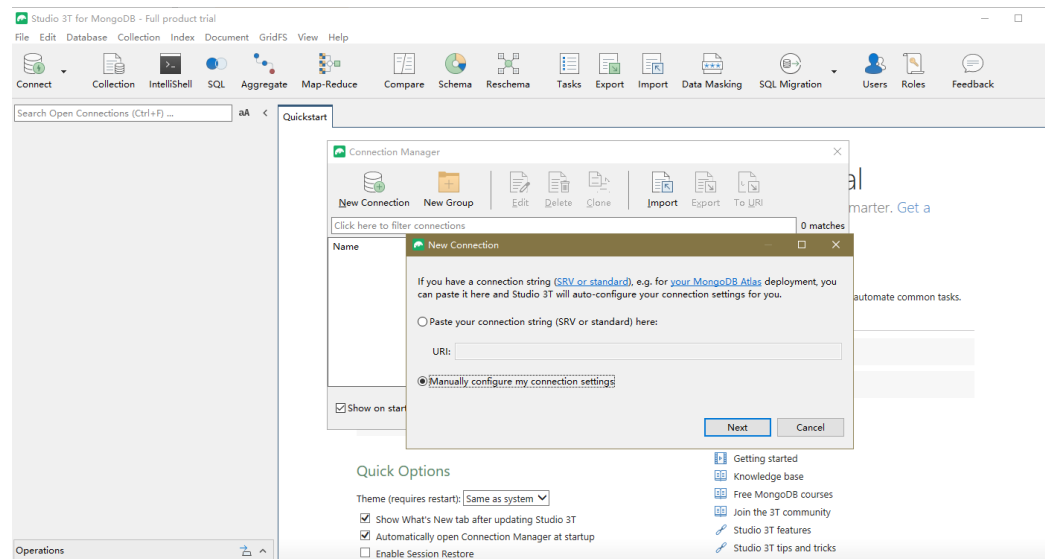 Studio 3T for MongoDB - Full product trial
File Edit Database Collection Index Document GridFS View Help
Connect Collection IntelliShell SQL Aggregate Map-Reduce Compare Schema Reschema Tasks Export Import Data Masking SQL Migration Users Roles Feedback
Search Open Connections (Ctrl+F) ... aA
Quickstart
Connection Manager
New Connection New Group Edit Delete Clone Import Export To URI
Click here to filter connections 0 matches
Name
New Connection
If you have a connection string (SRV or standard), e.g. for your MongoDB Atlas deployment, you
can paste it here and Studio 3T will auto-configure your connection settings for you.
Paste your connection string (SRV or standard) here:
URI:
Manually configure my connection settings
Next Cancel
Show on start
al
marter. Get a
automate common tasks.
Quick Options
Theme (requires restart): Same as system
Show What's New tab after updating Studio 3T
Automatically open Connection Manager at startup
Enable Session Restore
Getting started
Knowledge base
Free MongoDB courses
Join the 3T community
Studio 3T features
Studio 3T tips and tricks
Operations